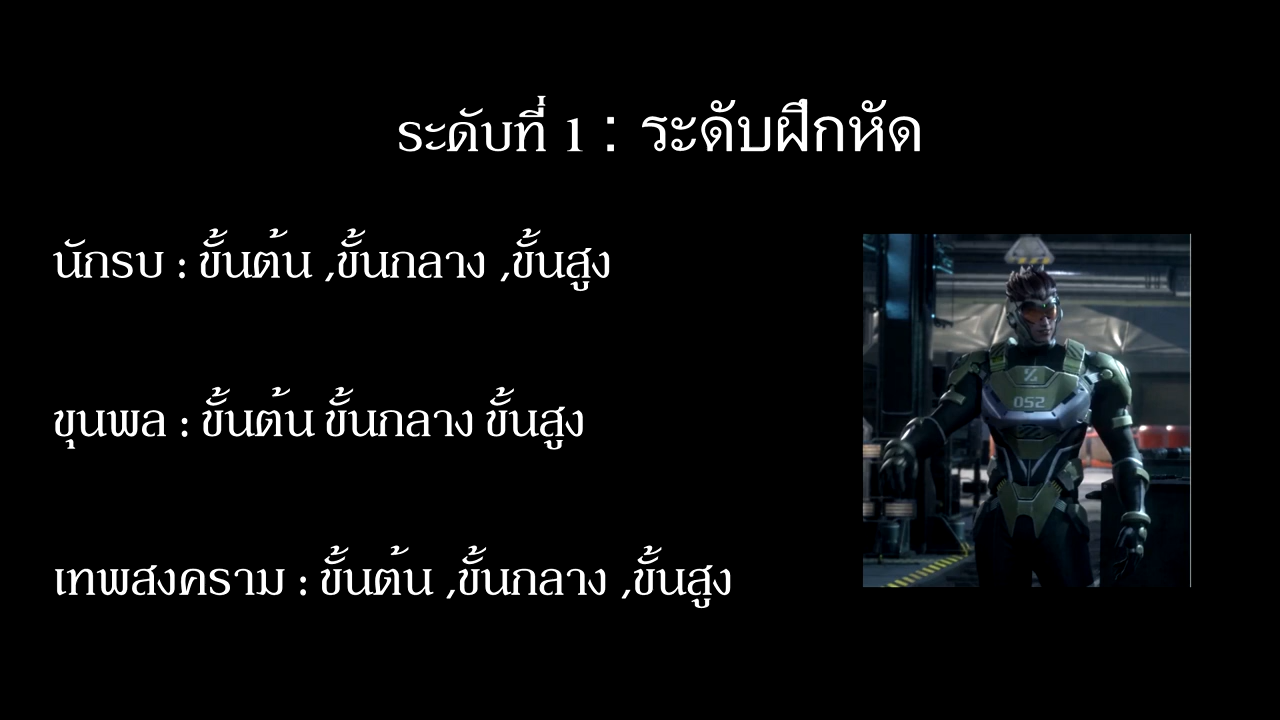 ระดับที่ 1 : ระดับฝึกหัด
นักรบ : ขั้นต้น ,ขั้นกลาง ,ขั้นสูง
ขุนพล : ขั้นต้น ขั้นกลาง ขั้นสูง
เทพสงคราม : ขั้นต้น ,ขั้นกลาง ,ขั้นสูง
Z
052